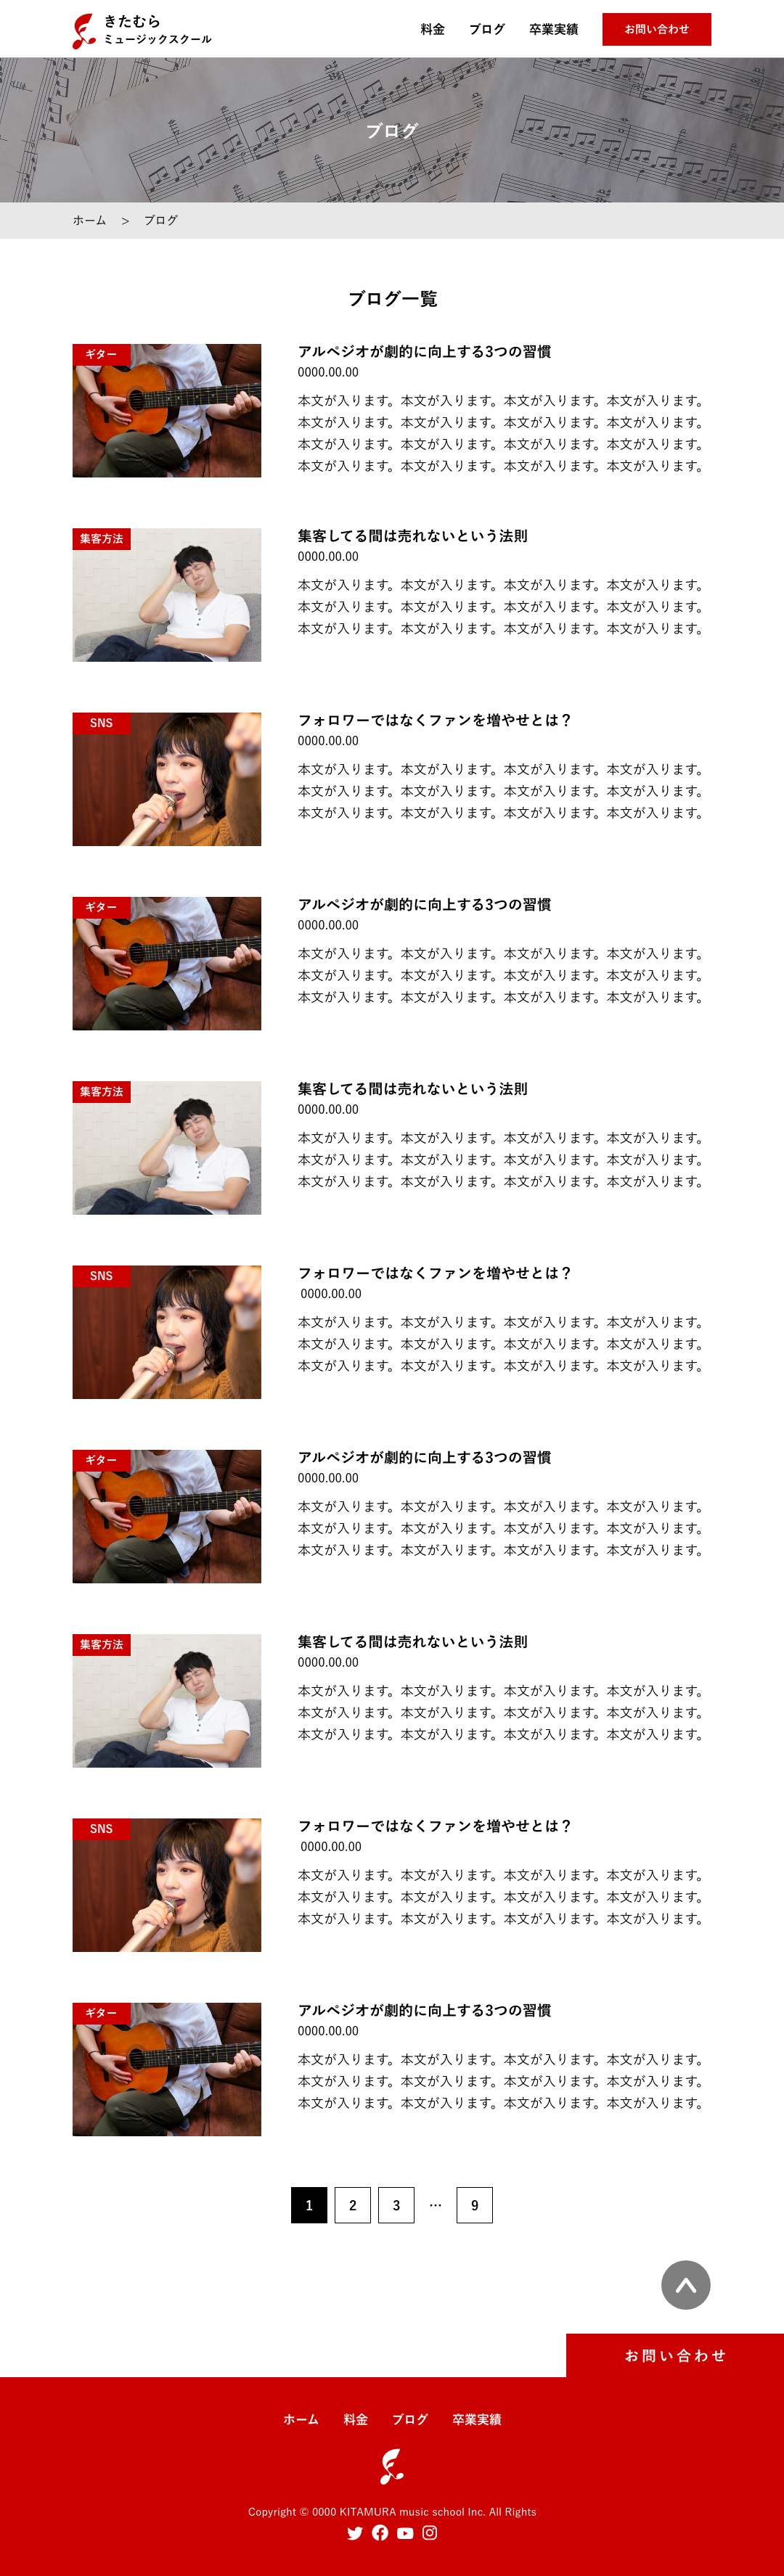 きたむら
ミュージックスクール
料金
ブログ
卒業実績
お問い合わせ
ブログ
ホーム > ブログ
ブログ一覧
ギター
アルペジオが劇的に向上する3つの習慣
0000.00.00
本文が入ります。本文が入ります。本文が入ります。本文が入ります。
本文が入ります。本文が入ります。本文が入ります。本文が入ります。
本文が入ります。本文が入ります。本文が入ります。本文が入ります。
本文が入ります。本文が入ります。本文が入ります。本文が入ります。
集客方法
集客してる間は売れないという法則
0000.00.00
本文が入ります。本文が入ります。本文が入ります。本文が入ります。
本文が入ります。本文が入ります。本文が入ります。本文が入ります。
本文が入ります。本文が入ります。本文が入ります。本文が入ります。
SNS
フォロワーではなくファンを増やせとは？
0000.00.00
本文が入ります。本文が入ります。本文が入ります。本文が入ります。
本文が入ります。本文が入ります。本文が入ります。本文が入ります。
本文が入ります。本文が入ります。本文が入ります。本文が入ります。
ギター
アルペジオが劇的に向上する3つの習慣
0000.00.00
本文が入ります。本文が入ります。本文が入ります。本文が入ります。
本文が入ります。本文が入ります。本文が入ります。本文が入ります。
本文が入ります。本文が入ります。本文が入ります。本文が入ります。
集客方法
集客してる間は売れないという法則
0000.00.00
本文が入ります。本文が入ります。本文が入ります。本文が入ります。
本文が入ります。本文が入ります。本文が入ります。本文が入ります。
本文が入ります。本文が入ります。本文が入ります。本文が入ります。
SNS
フォロワーではなくファンを増やせとは？
0000.00.00
本文が入ります。本文が入ります。本文が入ります。本文が入ります。
本文が入ります。本文が入ります。本文が入ります。本文が入ります。
本文が入ります。本文が入ります。本文が入ります。本文が入ります。
ギター
アルペジオが劇的に向上する3つの習慣
0000.00.00
本文が入ります。本文が入ります。本文が入ります。本文が入ります。
本文が入ります。本文が入ります。本文が入ります。本文が入ります。
本文が入ります。本文が入ります。本文が入ります。本文が入ります。
集客方法
集客してる間は売れないという法則
0000.00.00
本文が入ります。本文が入ります。本文が入ります。本文が入ります。
本文が入ります。本文が入ります。本文が入ります。本文が入ります。
本文が入ります。本文が入ります。本文が入ります。本文が入ります。
SNS
フォロワーではなくファンを増やせとは？
0000.00.00
本文が入ります。本文が入ります。本文が入ります。本文が入ります。
本文が入ります。本文が入ります。本文が入ります。本文が入ります。
本文が入ります。本文が入ります。本文が入ります。本文が入ります。
ギター
アルペジオが劇的に向上する3つの習慣
0000.00.00
本文が入ります。本文が入ります。本文が入ります。本文が入ります。
本文が入ります。本文が入ります。本文が入ります。本文が入ります。
本文が入ります。本文が入ります。本文が入ります。本文が入ります。
1 2 3 … 9
お問い合わせ
ホーム 料金 ブログ 卒業実績
Copyright © 0000 KITAMURA music school Inc. All Rights